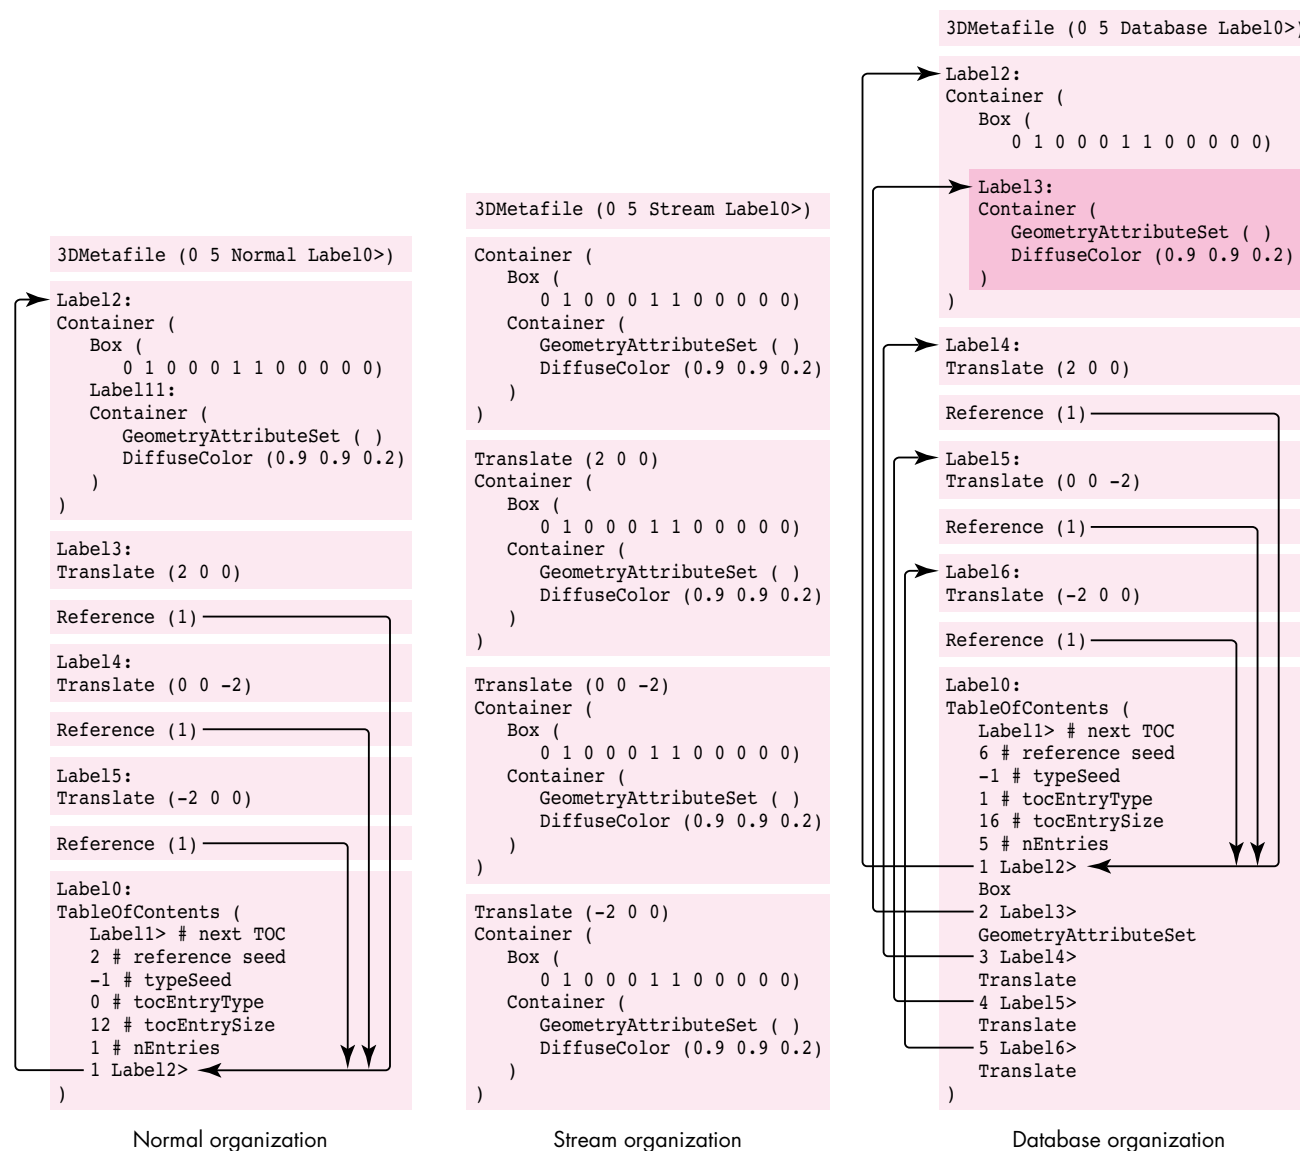 3DMetafile (0 5 Normal Label0>)
Label2:
Container (
Box (
0 1 0 0 0 1 1 0 0 0 0 0)
Label11:
Container (
GeometryAttributeSet ( )
DiffuseColor (0.9 0.9 0.2)
)
)
Label3:
Translate (2 0 0)
Reference (1)
Label4:
Translate (0 0 –2)
Reference (1)
Label5:
Translate (–2 0 0)
Reference (1)
Label0:
TableOfContents (
Label1> # next TOC
2 # reference seed
–1 # typeSeed
0 # tocEntryType
12 # tocEntrySize
1 # nEntries
1 Label2>
)
Normal organization
3DMetafile (0 5 Stream Label0>)
Container (
Box (
0 1 0 0 0 1 1 0 0 0 0 0)
Container (
GeometryAttributeSet ( )
DiffuseColor (0.9 0.9 0.2)
)
)
Translate (2 0 0)
Container (
Box (
0 1 0 0 0 1 1 0 0 0 0 0)
Container (
GeometryAttributeSet ( )
DiffuseColor (0.9 0.9 0.2)
)
)
Translate (0 0 –2)
Container (
Box (
0 1 0 0 0 1 1 0 0 0 0 0)
Container (
GeometryAttributeSet ( )
DiffuseColor (0.9 0.9 0.2)
)
)
Translate (–2 0 0)
Container (
Box (
0 1 0 0 0 1 1 0 0 0 0 0)
Container (
GeometryAttributeSet ( )
DiffuseColor (0.9 0.9 0.2)
)
)
Stream organization
3DMetafile (0 5 Database Label0>)
Label2:
Container (
Box (
0 1 0 0 0 1 1 0 0 0 0 0)
Label3:
Container (
GeometryAttributeSet ( )
DiffuseColor (0.9 0.9 0.2)
)
)
Label4:
Translate (2 0 0)
Reference (1)
Label5:
Translate (0 0 –2)
Reference (1)
Label6:
Translate (–2 0 0)
Reference (1)
Label0:
TableOfContents (
Label1> # next TOC
6 # reference seed
–1 # typeSeed
1 # tocEntryType
16 # tocEntrySize
5 # nEntries
1 Label2>
Box
2 Label3>
GeometryAttributeSet
3 Label4>
Translate
4 Label5>
Translate
5 Label6>
Translate
)
Database organization